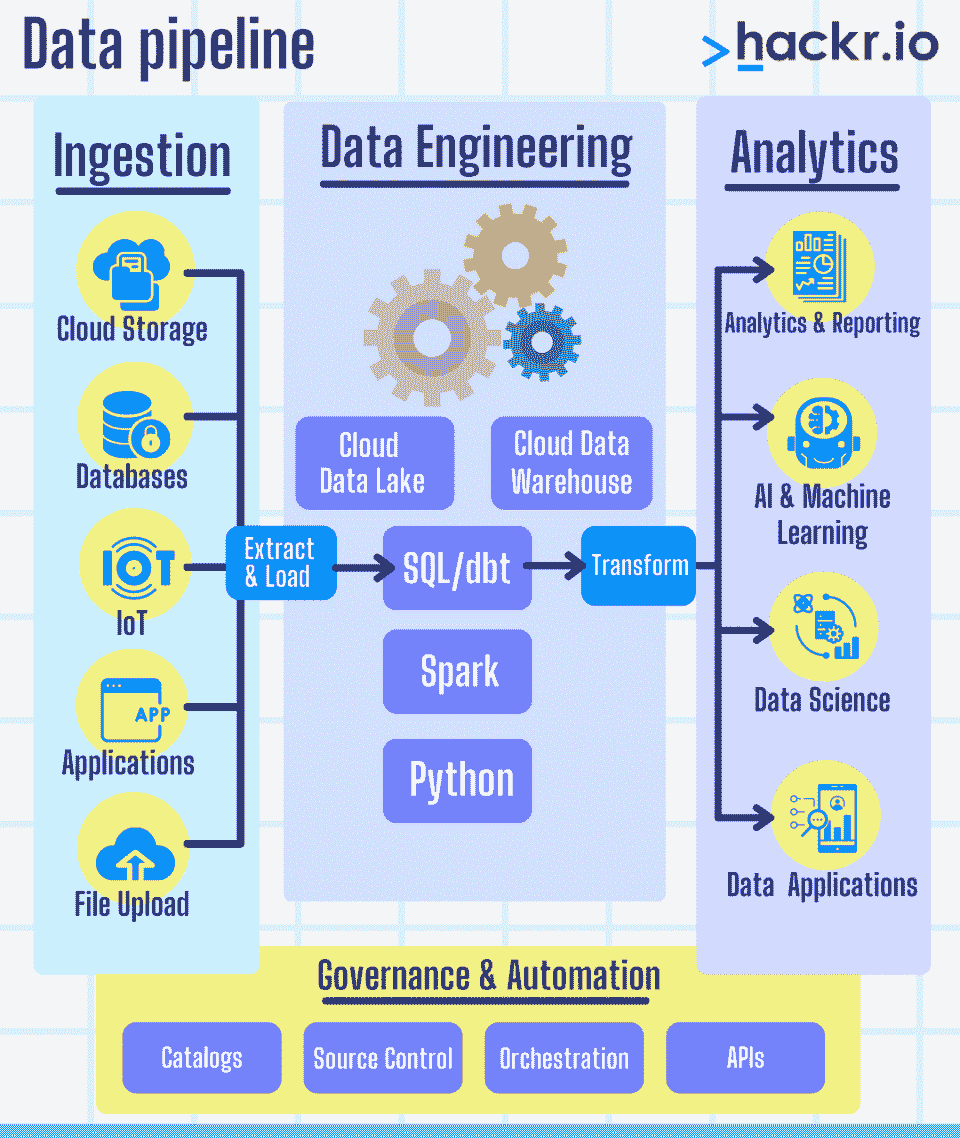 Data pipeline
>hackr.io
Ingestion
Cloud Storage
Databases
IOT
IoT
APP
Applications
File Upload
Extract
& Load
Data Engineering
Cloud
Data Lake
Cloud Data
Warehouse
SQL/dbt
Spark
Python
Transform
Analytics
Analytics & Reporting
AI & Machine
Learning
Data Science
Data Applications
Governance & Automation
Catalogs
Source Control
Orchestration
APIs